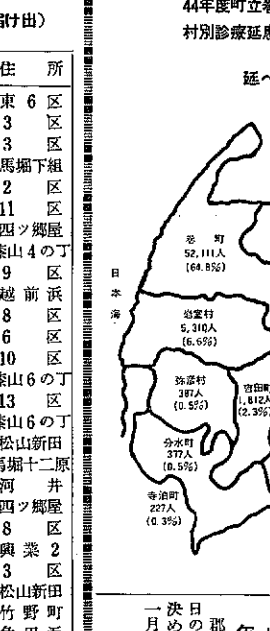 届け出）
住　所
東 6 区
3 区
3 区
馬堀下組
2 区
11 区
四ツ郷屋
漆山4の丁
9 区
越前浜
8 区
6 区
10 区
漆山6の丁
13 区
漆山6の丁
松山新田
馬堀十二原
河　井
四ツ郷屋
8 区
興業 2
3 区
松山新田
竹野町
44年度町立巻
村別診療延
延べ
日本海
巻 町
52,111人
(64.8%)
岩室村
5,310人
(6.6%)
弥彦村
387人
(0.5%)
吉田町
1,812人
(2.3%)
分水町
377人
(0.5%)
寺泊町
227人
(0.3%)
日の郡
決め
一月